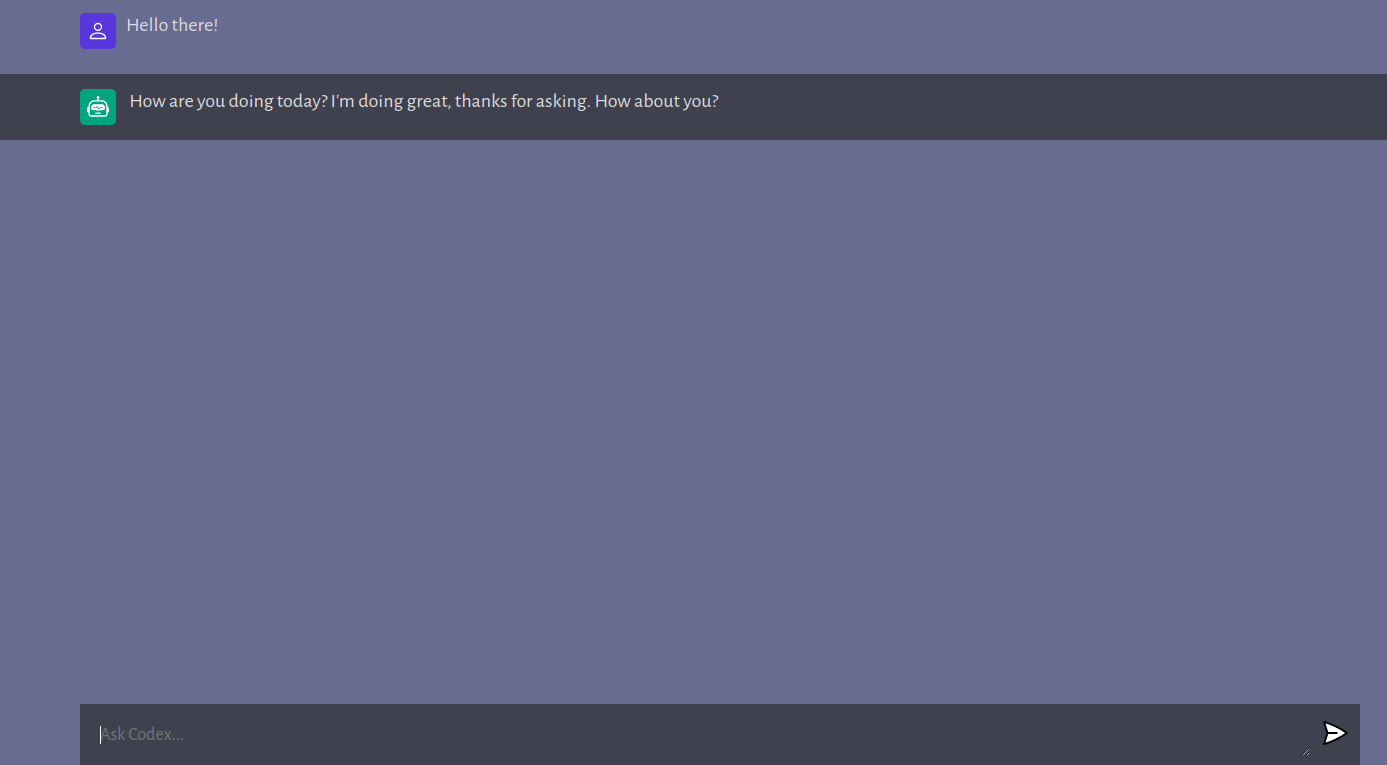 Hello there!
How are you doing today? I'm doing great, thanks for asking. How about you?
Ask Codex...